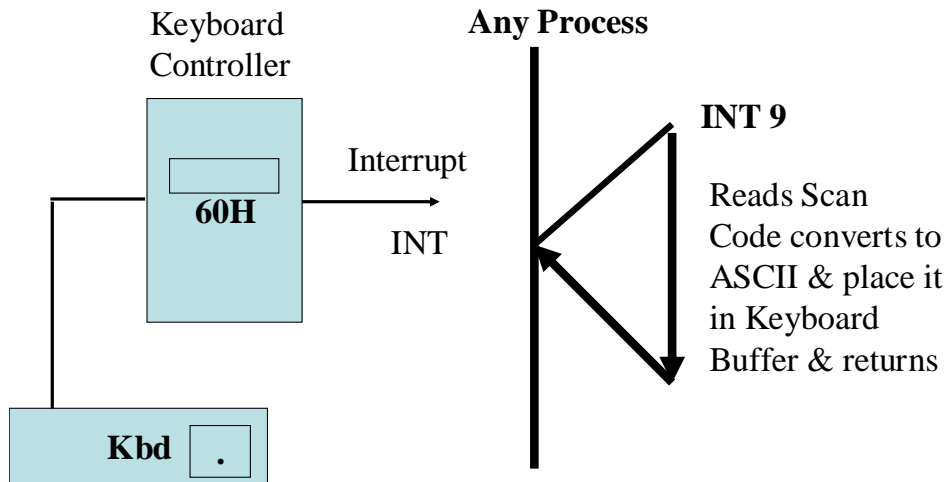 Keyboard
Controller
60H
Interrupt
INT
Kbd
.
Any Process
INT 9
Reads Scan
Code converts to
ASCII & place it
in Keyboard
Buffer & returns